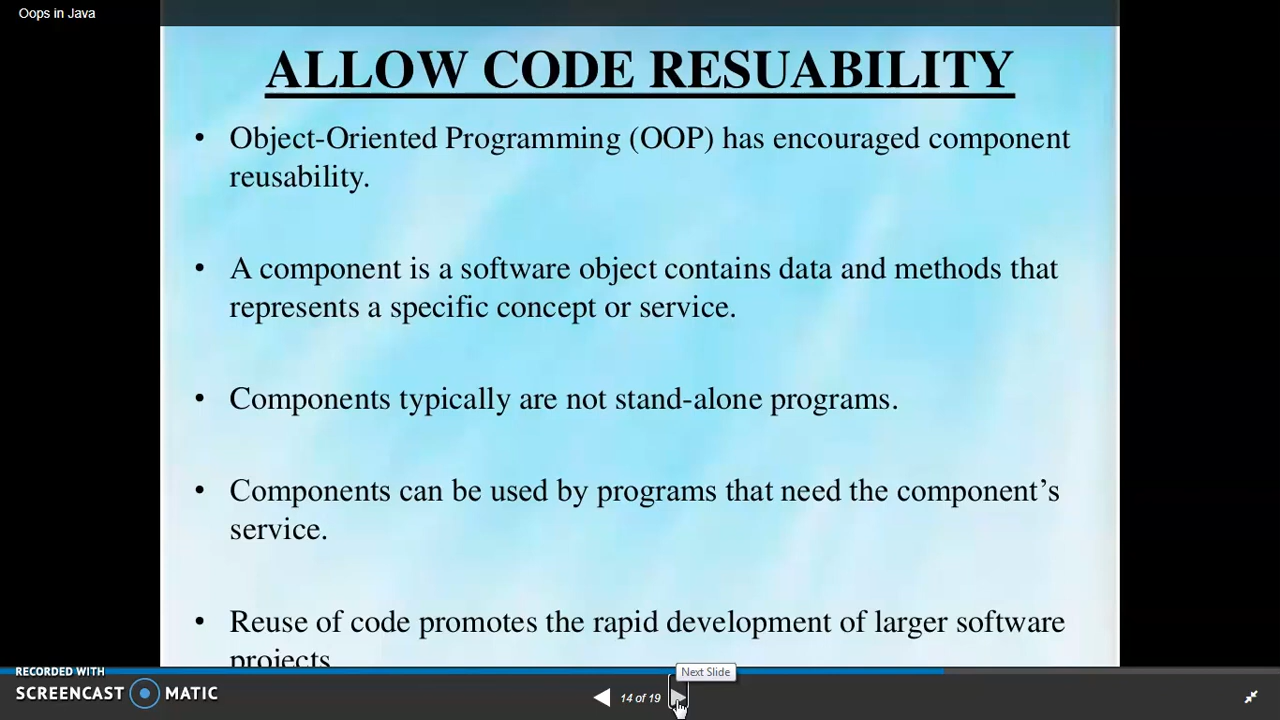 Oops in Java
ALLOW CODE RESUABILITY
• Object-Oriented Programming (OOP) has encouraged component
reusability.
• A component is a software object contains data and methods that
represents a specific concept or service.
• Components typically are not stand-alone programs.
• Components can be used by programs that need the component’s
service.
• Reuse of code promotes the rapid development of larger software
projects
RECORDED WITH
SCREENCAST MATIC
Next Slide
14 of 19